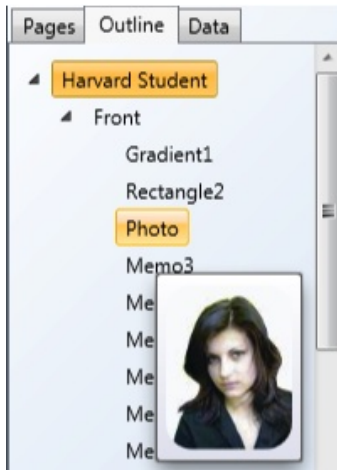 Pages Outline Data
Harvard Student
Front
Gradient1
Rectangle2
Photo
Memo3
Me
Me
Me
Me
Me